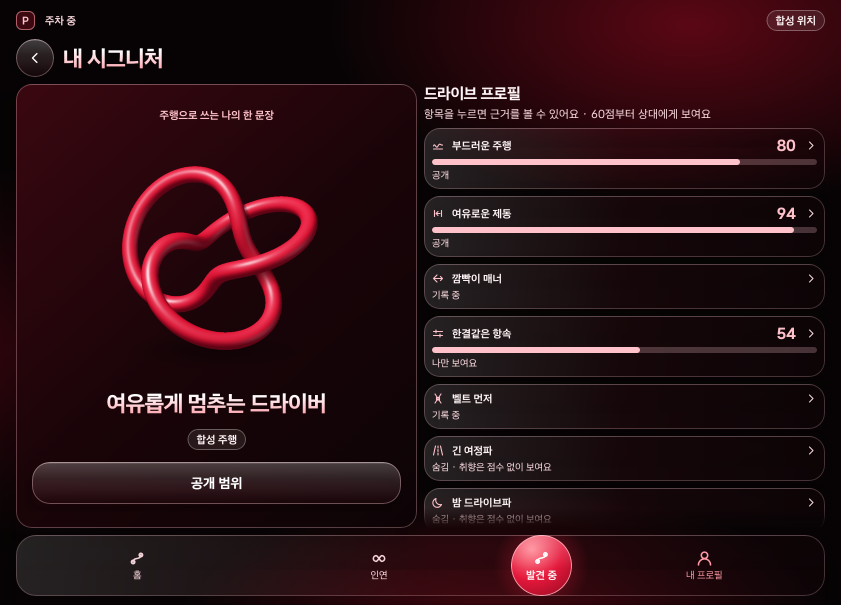 P 주차 중
합성 위치
내 시그니처
주행으로 쓰는 나의 한 문장
여유롭게 멈추는 드라이버
합성 주행
공개 범위
드라이브 프로필
항목을 누르면 근거를 볼 수 있어요 · 60점부터 상대에게 보여요
부드러운 주행 80
공개
여유로운 제동 94
공개
깜빡이 매너
기록 중
한결같은 항속 54
나만 보여요
벨트 먼저
기록 중
긴 여정파
숨김 · 취향은 점수 없이 보여요
밤 드라이브파
숨김 · 취향은 점수 없이 보여요
홈
인연
발견 중
내 프로필